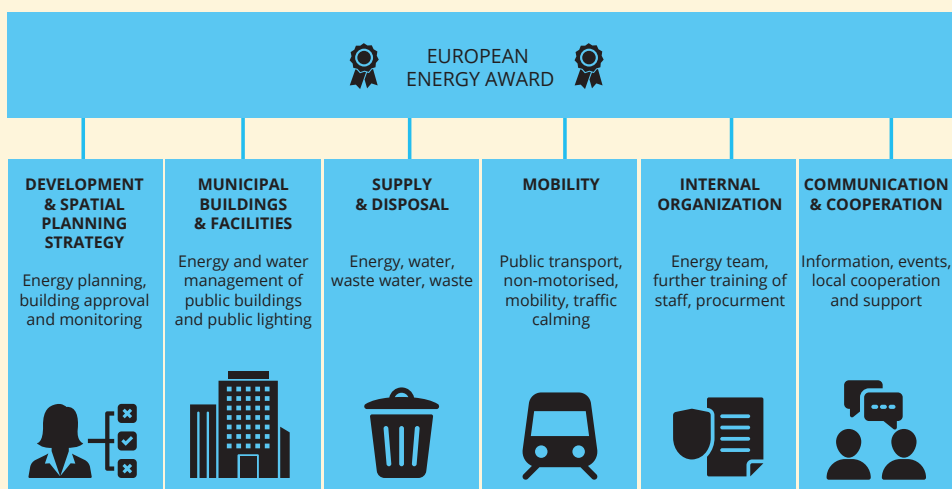 EUROPEAN
ENERGY AWARD
DEVELOPMENT
& SPATIAL
PLANNING
STRATEGY
Energy planning,
building approval
and monitoring
MUNICIPAL
BUILDINGS
& FACILITIES
Energy and water
management of
public buildings
and public lighting
SUPPLY
& DISPOSAL
Energy, water,
waste water, waste
MOBILITY
Public transport,
non-motorised,
mobility, traffic
calming
INTERNAL
ORGANIZATION
Energy team,
further training of
staff, procurment
COMMUNICATION
& COOPERATION
Information, events,
local cooperation
and support